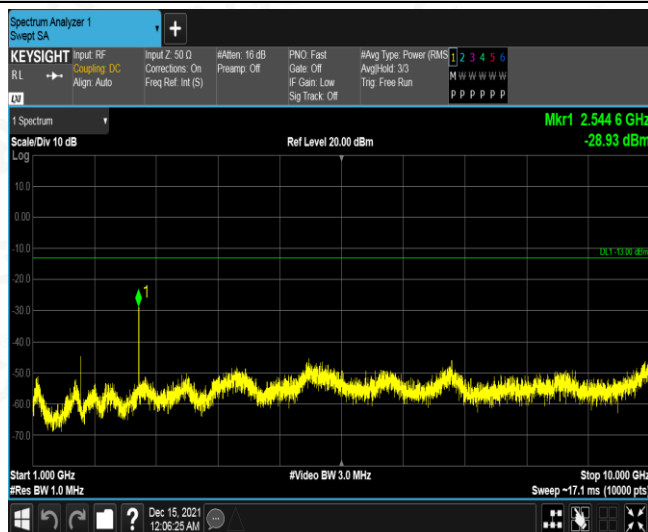 Spectrum Analyzer 1
Swept SA
KEYSIGHT
RL
Input: RF
Coupling: DC
Align: Auto
Input Z: 50 Ω
Corrections: On
Freq Ref: Int (S)
#Atten: 16 dB
Preamp: Off
PNO: Fast
Gate: Off
IF Gain: Low
Sig Track: Off
#Avg Type: Power (RMS
Avg|Hold: 3/3
Trig: Free Run
1 2 3 4 5 6
M W W W W W
P P P P P P
LXI
1 Spectrum
Scale/Div 10 dB
Ref Level 20.00 dBm
Mkr1 2.544 6 GHz
-28.93 dBm
Log
10.0
0.00
-10.0
DL1 -13.00 dBm
-20.0
1
-30.0
-40.0
-50.0
-60.0
-70.0
Start 1.000 GHz
#Video BW 3.0 MHz
Stop 10.000 GHz
#Res BW 1.0 MHz
Sweep ~17.1 ms (10000 pts)
?
Dec 15, 2021
12:06:25 AM